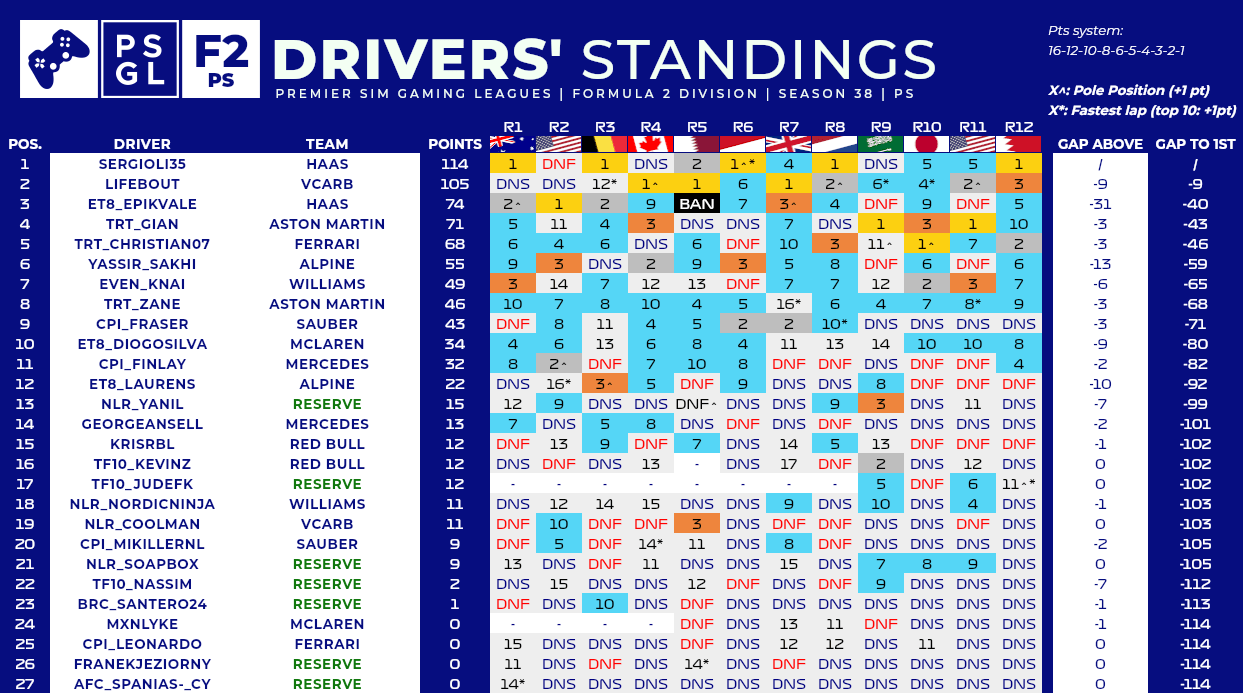 PS
GL
F2
PS
DRIVERS' STANDINGS
PREMIER SIM GAMING LEAGUES | FORMULA 2 DIVISION | SEASON 38 | PS
Pts system:
16-12-10-8-6-5-4-3-2-1
X^: Pole Position (+1 pt)
X*: Fastest lap (top 10: +1pt)
R1 R2 R3 R4 R5 R6 R7 R8 R9 R10 R11 R12
POS. DRIVER TEAM POINTS GAP ABOVE GAP TO 1ST
1 SERGIOLI35 HAAS 114 1 DNF 1 DNS 2 1^* 4 1 DNS 5 5 1 / /
2 LIFEBOUT VCARB 105 DNS DNS 12* 1^ 1 6 1 2^ 6* 4* 2^ 3 -9 -9
3 ET8_EPIKVALE HAAS 74 2^ 1 2 9 BAN 7 3^ 4 DNF 9 DNF 5 -31 -40
4 TRT_GIAN ASTON MARTIN 71 5 11 4 3 DNS DNS 7 DNS 1 3 1 10 -3 -43
5 TRT_CHRISTIAN07 FERRARI 68 6 4 6 DNS 6 DNF 10 3 11^ 1^ 7 2 -3 -46
6 YASSIR_SAKHI ALPINE 55 9 3 DNS 2 9 3 5 8 DNF 6 DNF 6 -13 -59
7 EVEN_KNAI WILLIAMS 49 3 14 7 12 13 DNF 7 7 12 2 3 7 -6 -65
8 TRT_ZANE ASTON MARTIN 46 10 7 8 10 4 5 16* 6 4 7 8* 9 -3 -68
9 CPI_FRASER SAUBER 43 DNF 8 11 4 5 2 2 10* DNS DNS DNS DNS -3 -71
10 ET8_DIOGOSILVA MCLAREN 34 4 6 13 6 8 4 11 13 14 10 10 8 -9 -80
11 CPI_FINLAY MERCEDES 32 8 2^ DNF 7 10 8 DNF DNF DNS DNF DNF 4 -2 -82
12 ET8_LAURENS ALPINE 22 DNS 16* 3^ 5 DNF 9 DNS DNS 8 DNF DNF DNF -10 -92
13 NLR_YANIL RESERVE 15 12 9 DNS DNS DNF^ DNS DNS 9 3 DNS 11 DNS -7 -99
14 GEORGEANSELL MERCEDES 13 7 DNS 5 8 DNS DNF DNS DNF DNS DNS DNS DNS -2 -101
15 KRISRBL RED BULL 12 DNF 13 9 DNF 7 DNS 14 5 13 DNF DNF DNF -1 -102
16 TF10_KEVINZ RED BULL 12 DNS DNF DNS 13 - DNS 17 DNF 2 DNS 12 DNS 0 -102
17 TF10_JUDEFK RESERVE 12 - - - - - - - - 5 DNF 6 11^* 0 -102
18 NLR_NORDICNINJA WILLIAMS 11 DNS 12 14 15 DNS DNS 9 DNS 10 DNS 4 DNS -1 -103
19 NLR_COOLMAN VCARB 11 DNF 10 DNF DNF 3 DNS DNF DNF DNS DNS DNF DNS 0 -103
20 CPI_MIKILLERNL SAUBER 9 DNF 5 DNF 14* 11 DNS 8 DNF DNS DNS DNS DNS -2 -105
21 NLR_SOAPBOX RESERVE 9 13 DNS DNF 11 DNS DNS 15 DNS 7 8 9 DNS 0 -105
22 TF10_NASSIM RESERVE 2 DNS 15 DNS DNS 12 DNF DNS DNF 9 DNS DNS DNS -7 -112
23 BRC_SANTERO24 RESERVE 1 DNF DNS 10 DNS DNF DNS DNS DNS DNS DNS DNS DNS -1 -113
24 MXNLYKE MCLAREN 0 - - - - DNF DNS 13 11 DNF DNS DNS DNS -1 -114
25 CPI_LEONARDO FERRARI 0 15 DNS DNS DNS DNF DNS 12 12 DNS 11 DNS DNS 0 -114
26 FRANEKJEZIORNY RESERVE 0 11 DNS DNF DNS 14* DNS DNF DNS DNS DNS DNS DNS 0 -114
27 AFC_SPANIAS-_CY RESERVE 0 14* DNS DNS DNS DNS DNS DNS DNS DNS DNS DNS DNS 0 -114